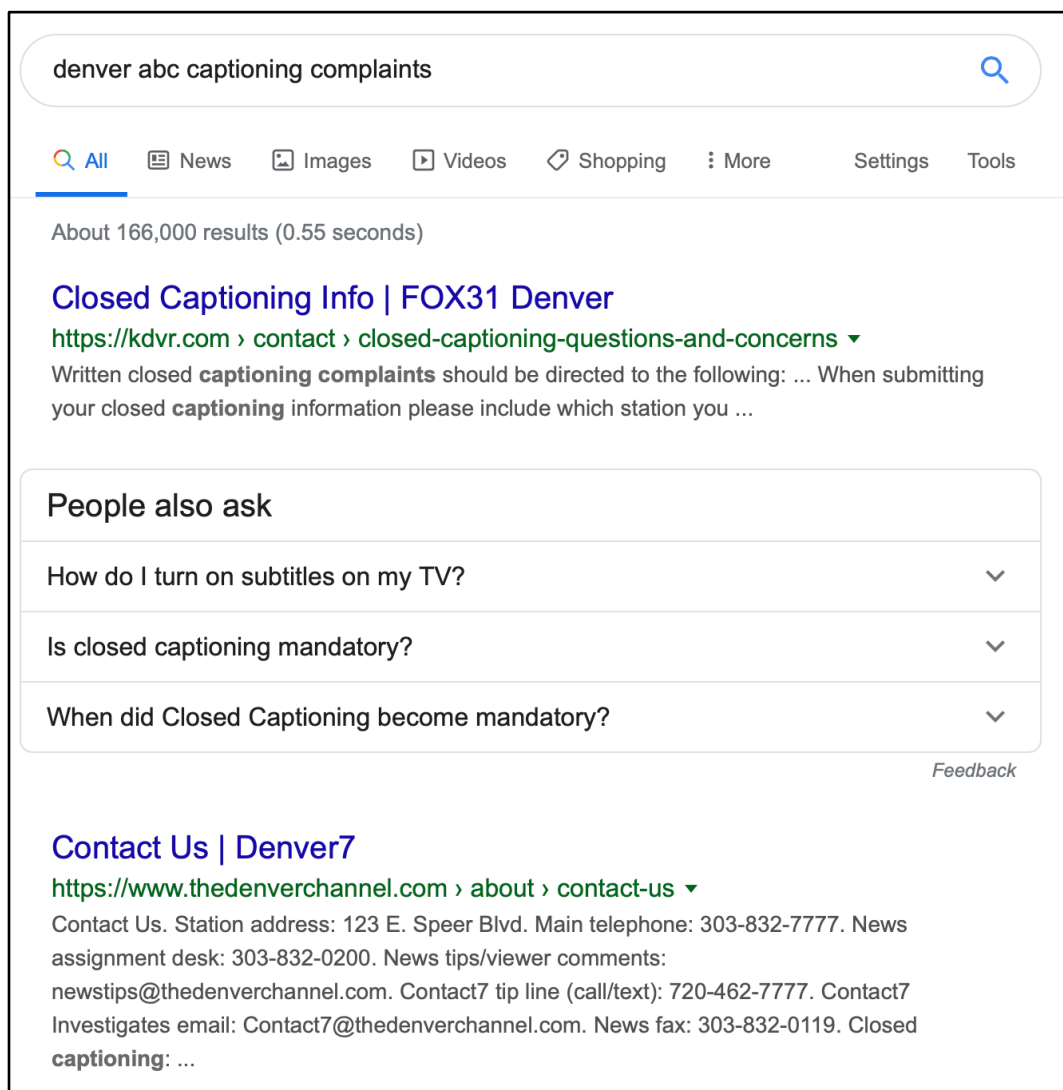 denver abc captioning complaints
All News Images Videos Shopping More Settings Tools
About 166,000 results (0.55 seconds)
Closed Captioning Info | FOX31 Denver
https://kdvr.com › contact › closed-captioning-questions-and-concerns
Written closed captioning complaints should be directed to the following: ... When submitting
your closed captioning information please include which station you ...
People also ask
How do I turn on subtitles on my TV?
Is closed captioning mandatory?
When did Closed Captioning become mandatory?
Feedback
Contact Us | Denver7
https://www.thedenverchannel.com › about › contact-us
Contact Us. Station address: 123 E. Speer Blvd. Main telephone: 303-832-7777. News
assignment desk: 303-832-0200. News tips/viewer comments:
newstips@thedenverchannel.com. Contact7 tip line (call/text): 720-462-7777. Contact7
Investigates email: Contact7@thedenverchannel.com. News fax: 303-832-0119. Closed
captioning: ...